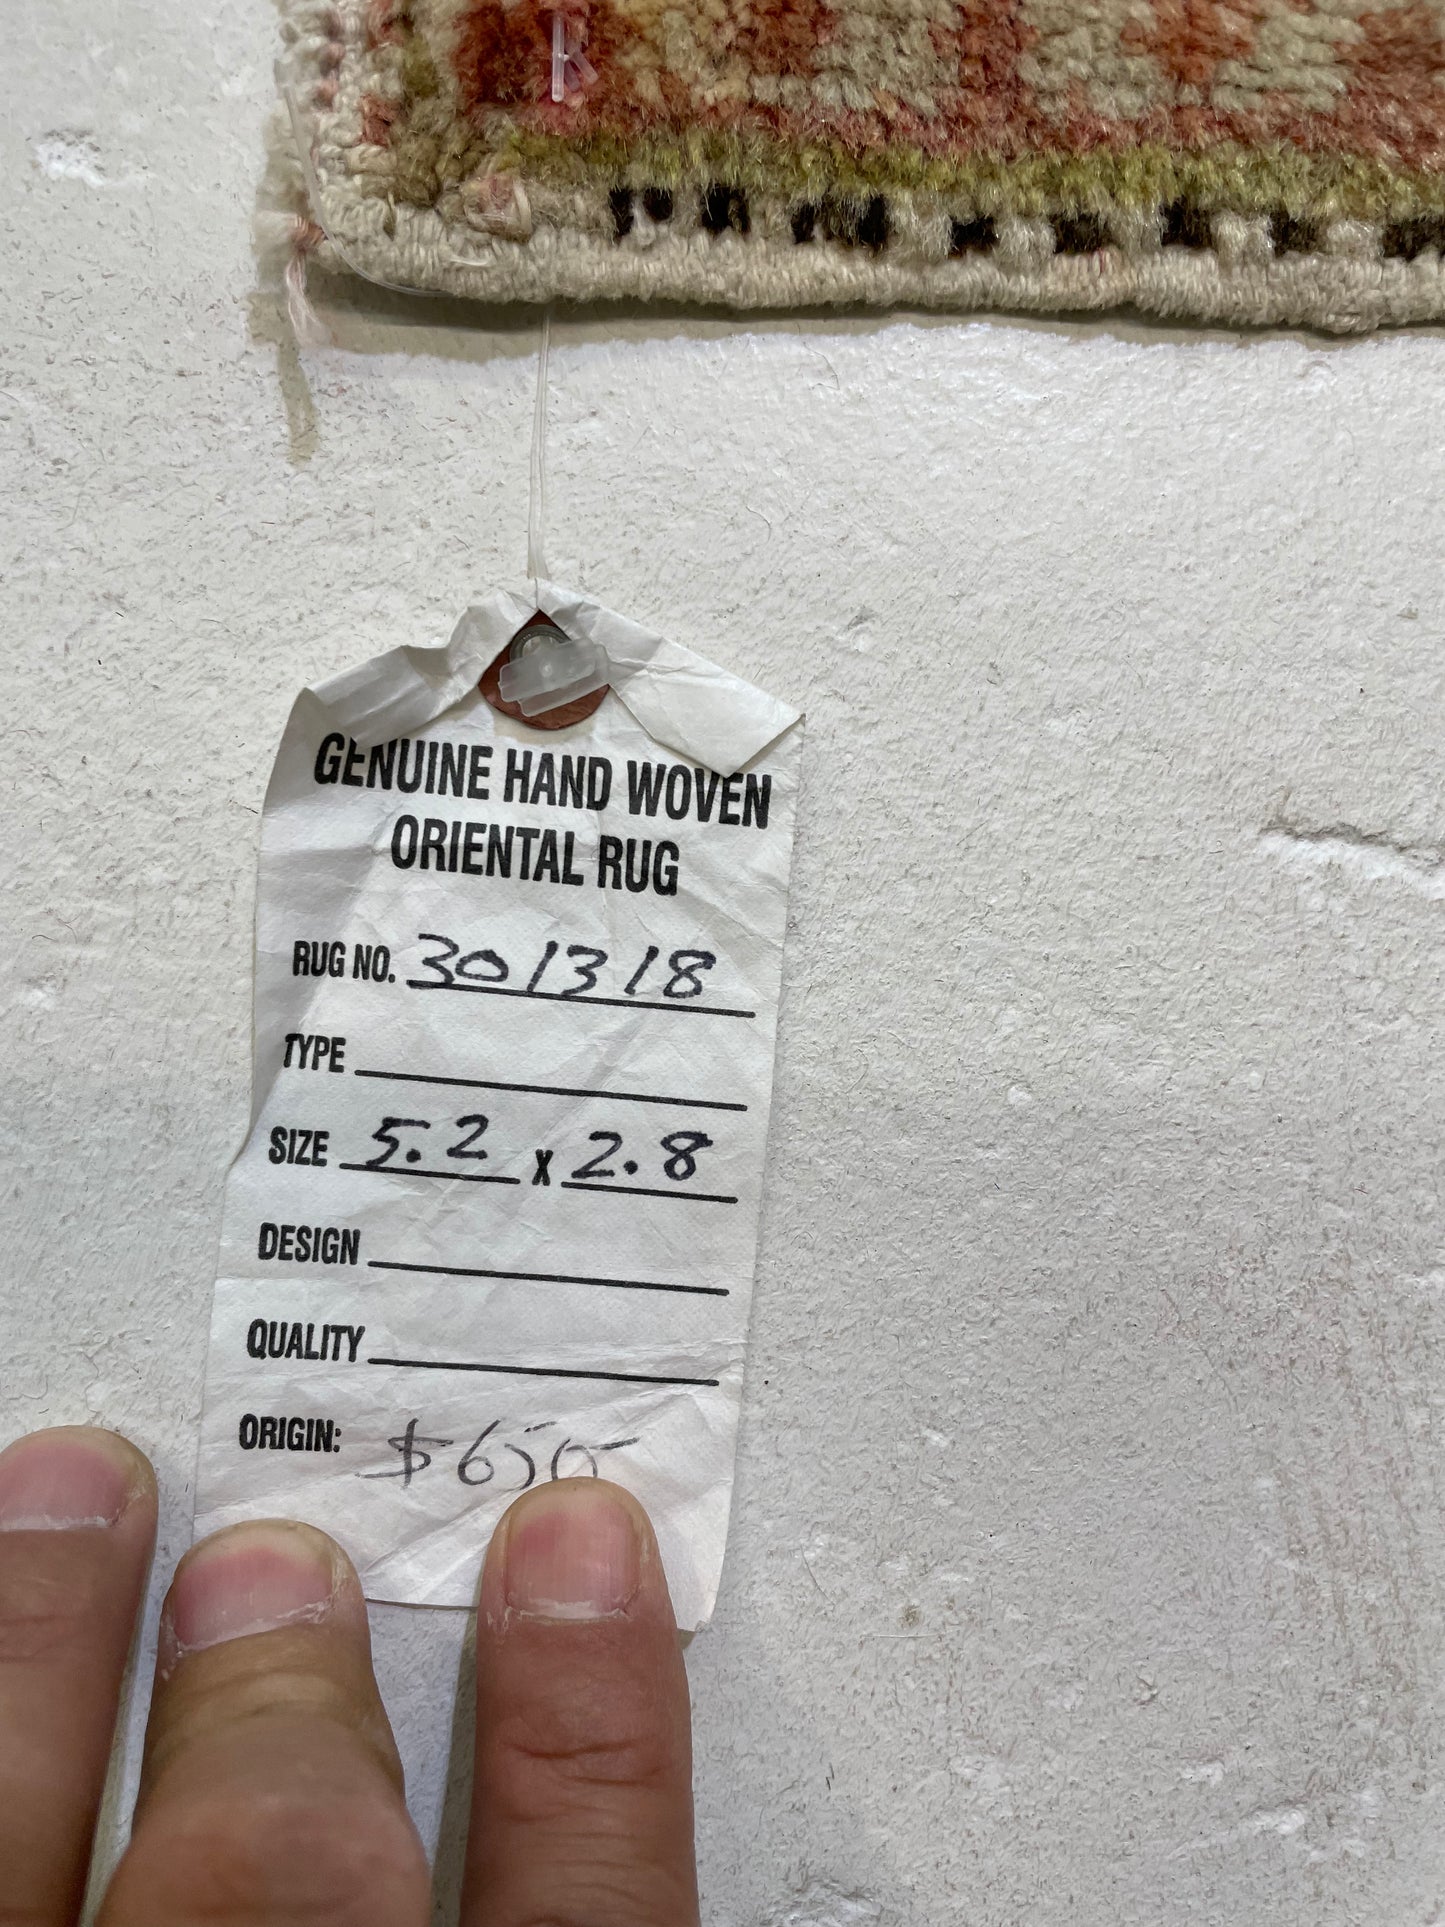 GENUINE HAND WOVEN
ORIENTAL RUG
RUG NO. 301318
TYPE
SIZE 5.2 X 2.8
DESIGN
QUALITY
ORIGIN: $650